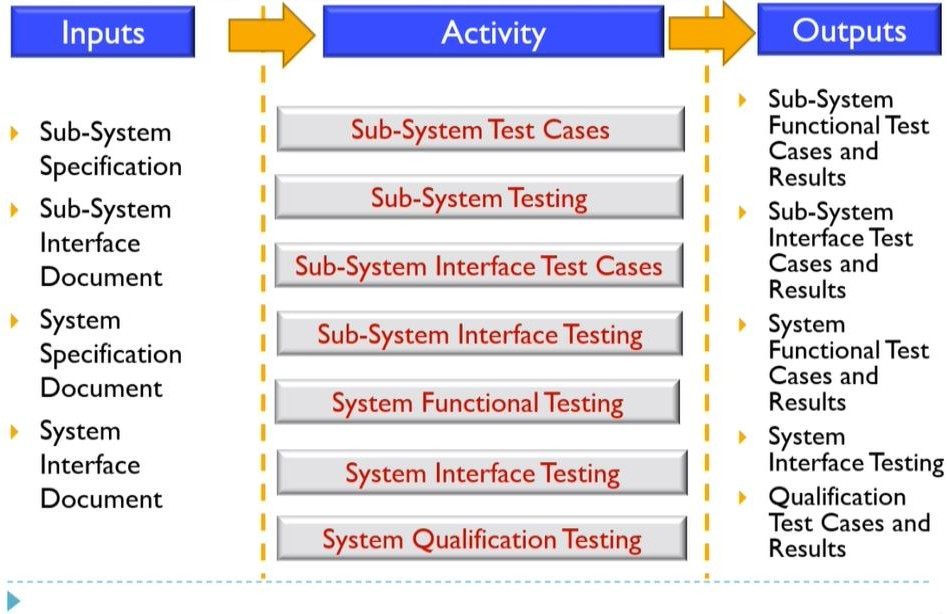 Inputs
Activity
Outputs
Sub-System
Specification
Sub-System
Interface
Document
System
Specification
Document
System
Interface
Document
Sub-System Test Cases
Sub-System Testing
Sub-System Interface Test Cases
Sub-System Interface Testing
System Functional Testing
System Interface Testing
System Qualification Testing
Sub-System
Functional Test
Cases and
Results
Sub-System
Interface Test
Cases and
Results
System
Functional Test
Cases and
Results
System
Interface Testing
Qualification
Test Cases and
Results